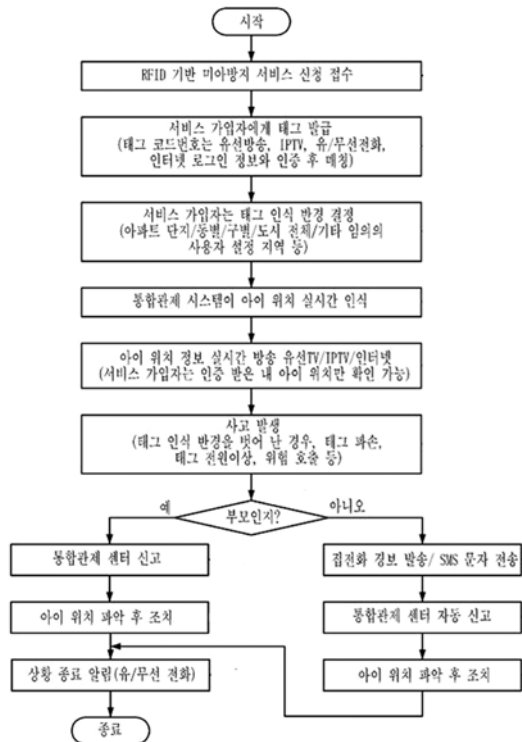 시작
RFID 기반 미아방지 서비스 신청 접수
서비스 가입자에게 태그 발급
(태그 코드번호는 유선방송, IPTV, 유/무선전화,
인터넷 로그인 정보와 인증 후 매칭)
서비스 가입자는 태그 인식 반경 결정
(아파트 단지/동별/구별/도시 전체/기타 임의의
사용자 설정 지역 등)
통합관제 시스템이 아이 위치 실시간 인식
아이 위치 정보 실시간 방송 유선TV/IPTV/인터넷
(서비스 가입자는 인증 받은 내 아이 위치만 확인 가능)
사고 발생
(태그 인식 반경을 벗어 난 경우, 태그 파손,
태그 전원이상, 위험 호출 등)
예
부모인지?
아니오
통합관제 센터 신고
집전화 경보 발송/ SMS 문자 전송
아이 위치 파악 후 조치
통합관제 센터 자동 신고
상황 종료 알림(유/무선 전화)
아이 위치 파악 후 조치
종료